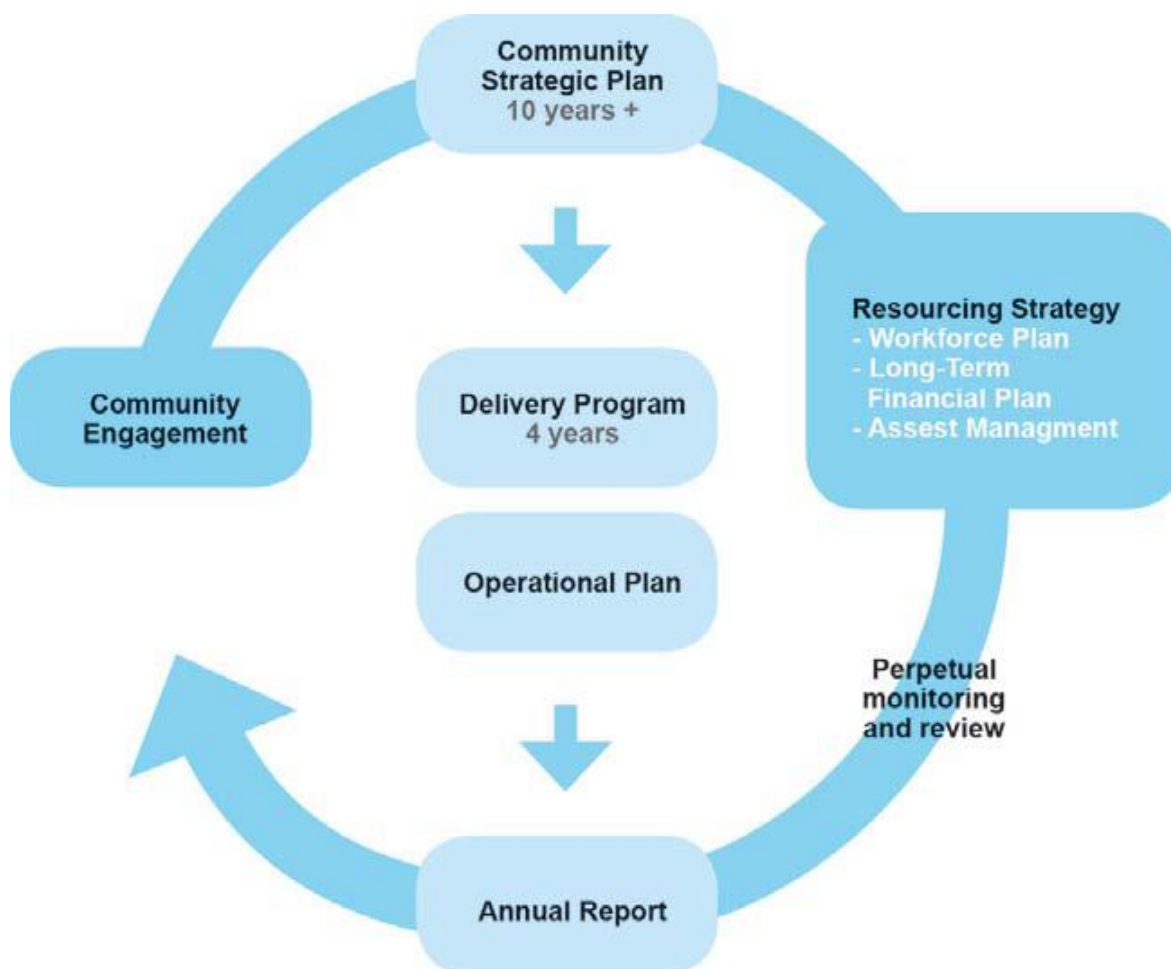 Community
Strategic Plan
10 years +
Resourcing Strategy
- Workforce Plan
- Long-Term
Financial Plan
- Assest Managment
Community
Engagement
Delivery Program
4 years
Operational Plan
Perpetual
monitoring
and review
Annual Report